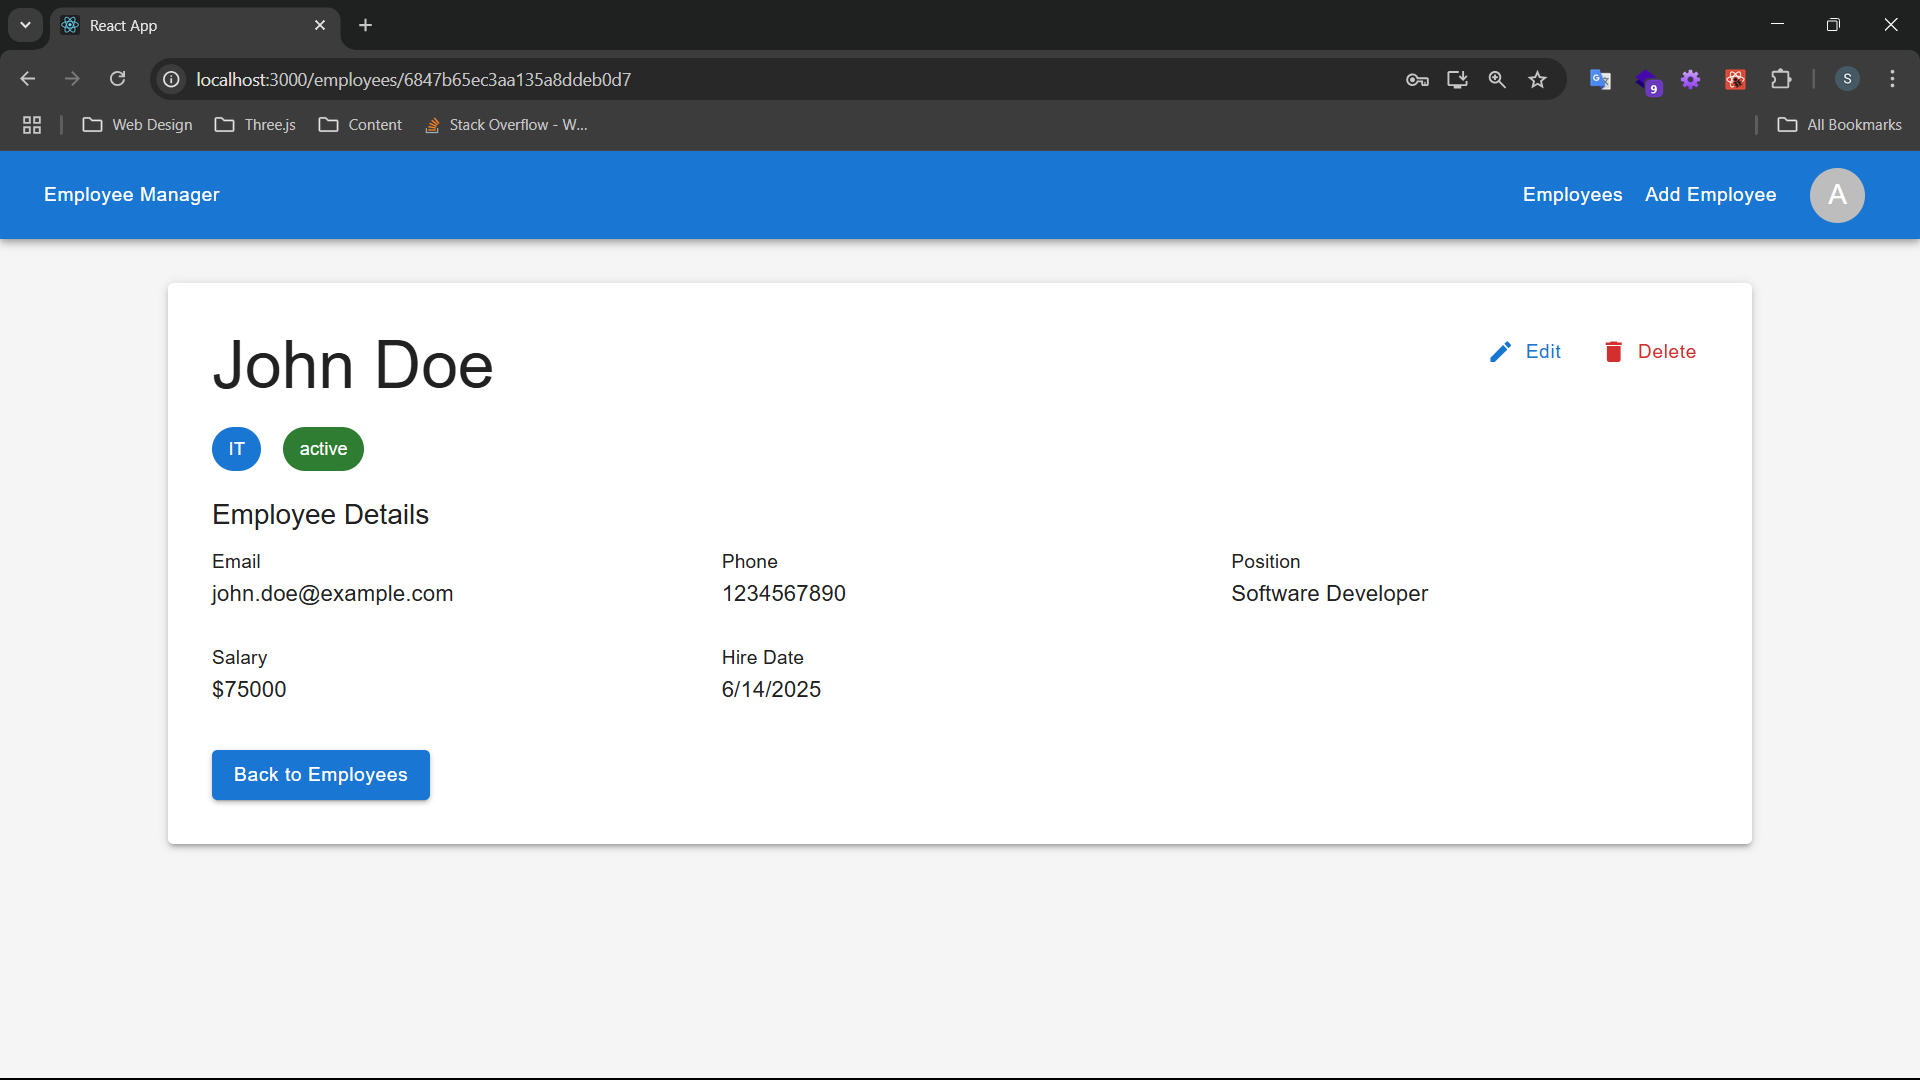 React App
localhost:3000/employees/6847b65ec3aa135a8ddeb0d7
9
S
Web Design
Three.js
Content
Stack Overflow - W...
All Bookmarks
Employee Manager
Employees
Add Employee
A
John Doe
Edit
Delete
IT
active
Employee Details
Email
Phone
Position
john.doe@example.com
1234567890
Software Developer
Salary
Hire Date
$75000
6/14/2025
Back to Employees